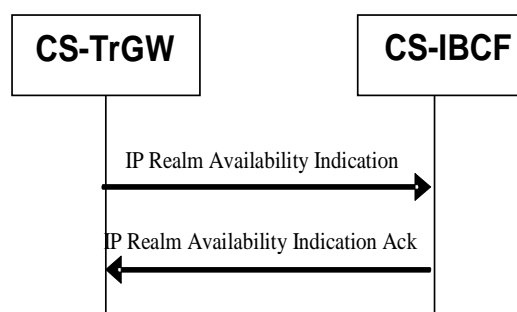 CS-TrGW
CS-IBCF
IP Realm Availability Indication
IP Realm Availability Indication Ack